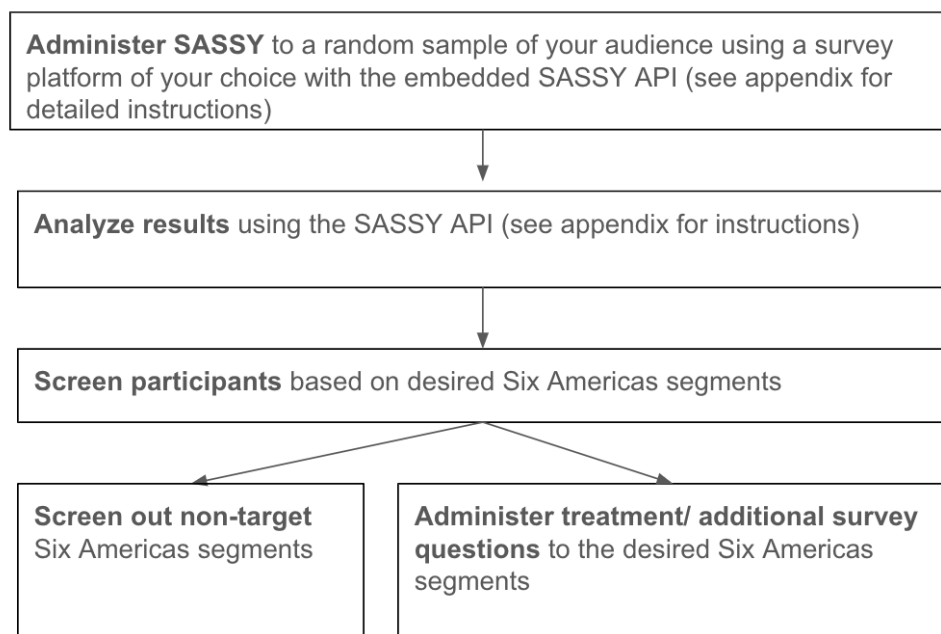 Administer SASSY to a random sample of your audience using a survey
platform of your choice with the embedded SASSY API (see appendix for
detailed instructions)
Analyze results using the SASSY API (see appendix for instructions)
Screen participants based on desired Six Americas segments
Screen out non-target
Six Americas segments
Administer treatment/ additional survey
questions to the desired Six Americas
segments